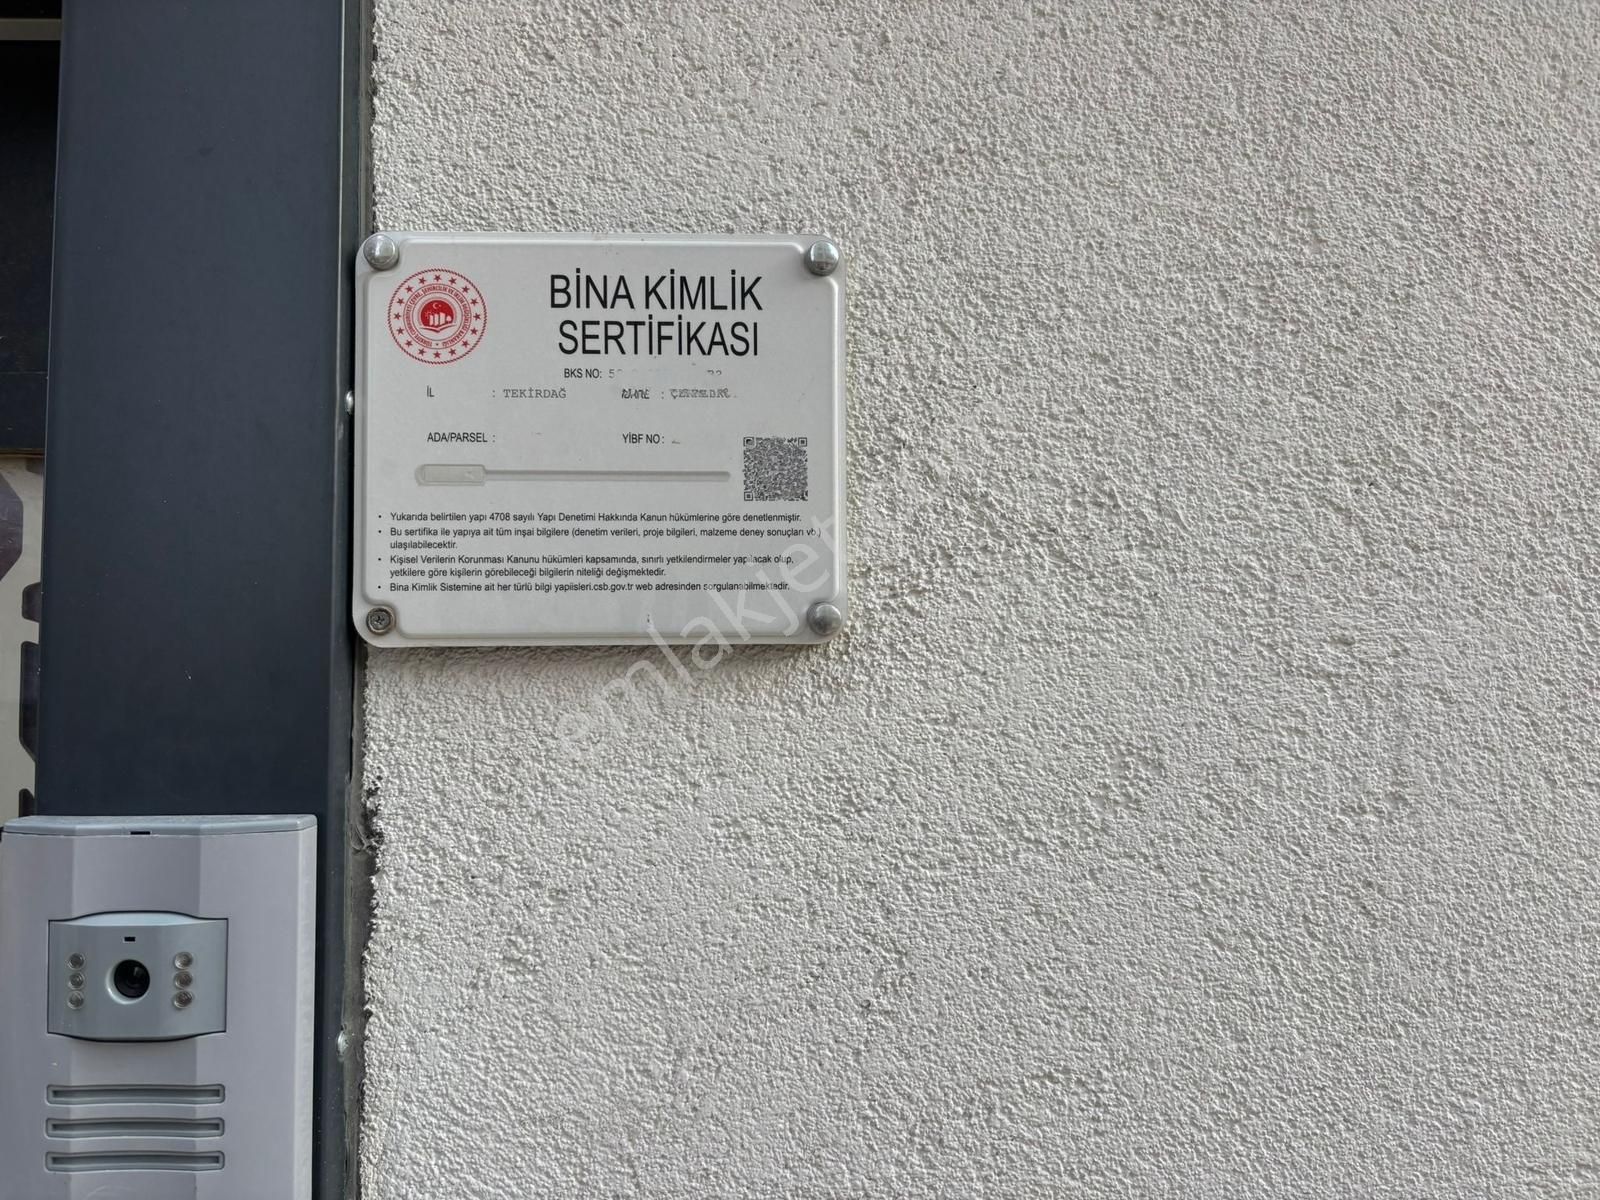 BİNA KİMLİK
SERTİFİKASI
BKS NO:
İL : TEKİRDAĞ
ADA/PARSEL : YİBF NO :
• Yukarıda belirtilen yapı 4708 sayılı Yapı Denetimi Hakkında Kanun hükümlerine göre denetlenmiştir.
• Bu sertifika ile yapıya ait tüm inşai bilgilere (denetim verileri, proje bilgileri, malzeme deney sonuçları vb.)
ulaşılabilecektir.
• Kişisel Verilerin Korunması Kanunu hükümleri kapsamında, sınırlı yetkilendirmeler yapılacak olup,
yetkilere göre kişilerin görebileceği bilgilerin niteliği değişmektedir.
• Bina Kimlik Sistemine ait her türlü bilgi yapiisleri.csb.gov.tr web adresinden sorgulanabilmektedir.
emlakjet